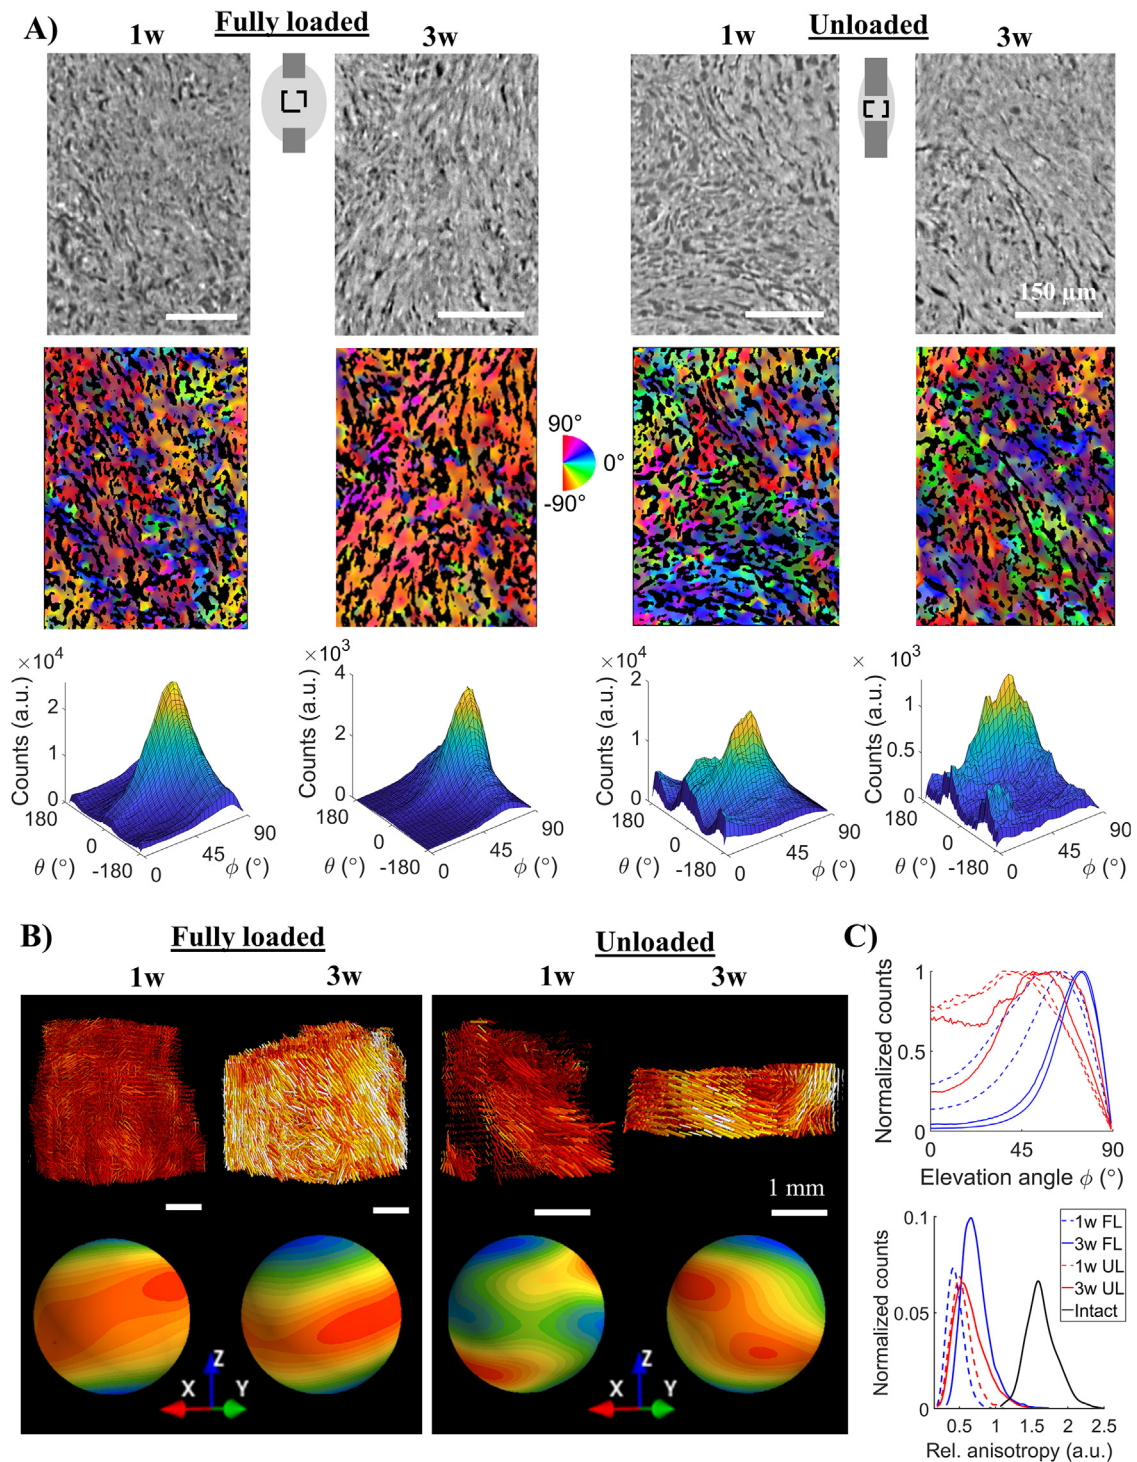 A)
Fully loaded
Unloaded
1w
3w
1w
3w
150 µm
90°
0°
-90°
×10⁴
×10³
×10⁴
× 10³
Counts (a.u.)
2
1
0
180
0
-180
θ (°)
0
45
90
ϕ (°)
Counts (a.u.)
4
2
0
180
0
-180
θ (°)
0
45
90
ϕ (°)
Counts (a.u.)
2
1
0
180
0
-180
θ (°)
0
45
90
ϕ (°)
Counts (a.u.)
1
0.5
0
180
0
-180
θ (°)
0
45
90
ϕ (°)
B)
Fully loaded
Unloaded
1w
3w
1w
3w
1 mm
Z
X
Y
Z
X
Y
C)
Normalized counts
1
0.5
0
0
45
90
Elevation angle ϕ (°)
Normalized counts
0.1
0.05
0
0.5
1
1.5
2
2.5
Rel. anisotropy (a.u.)
1w FL
3w FL
1w UL
3w UL
Intact